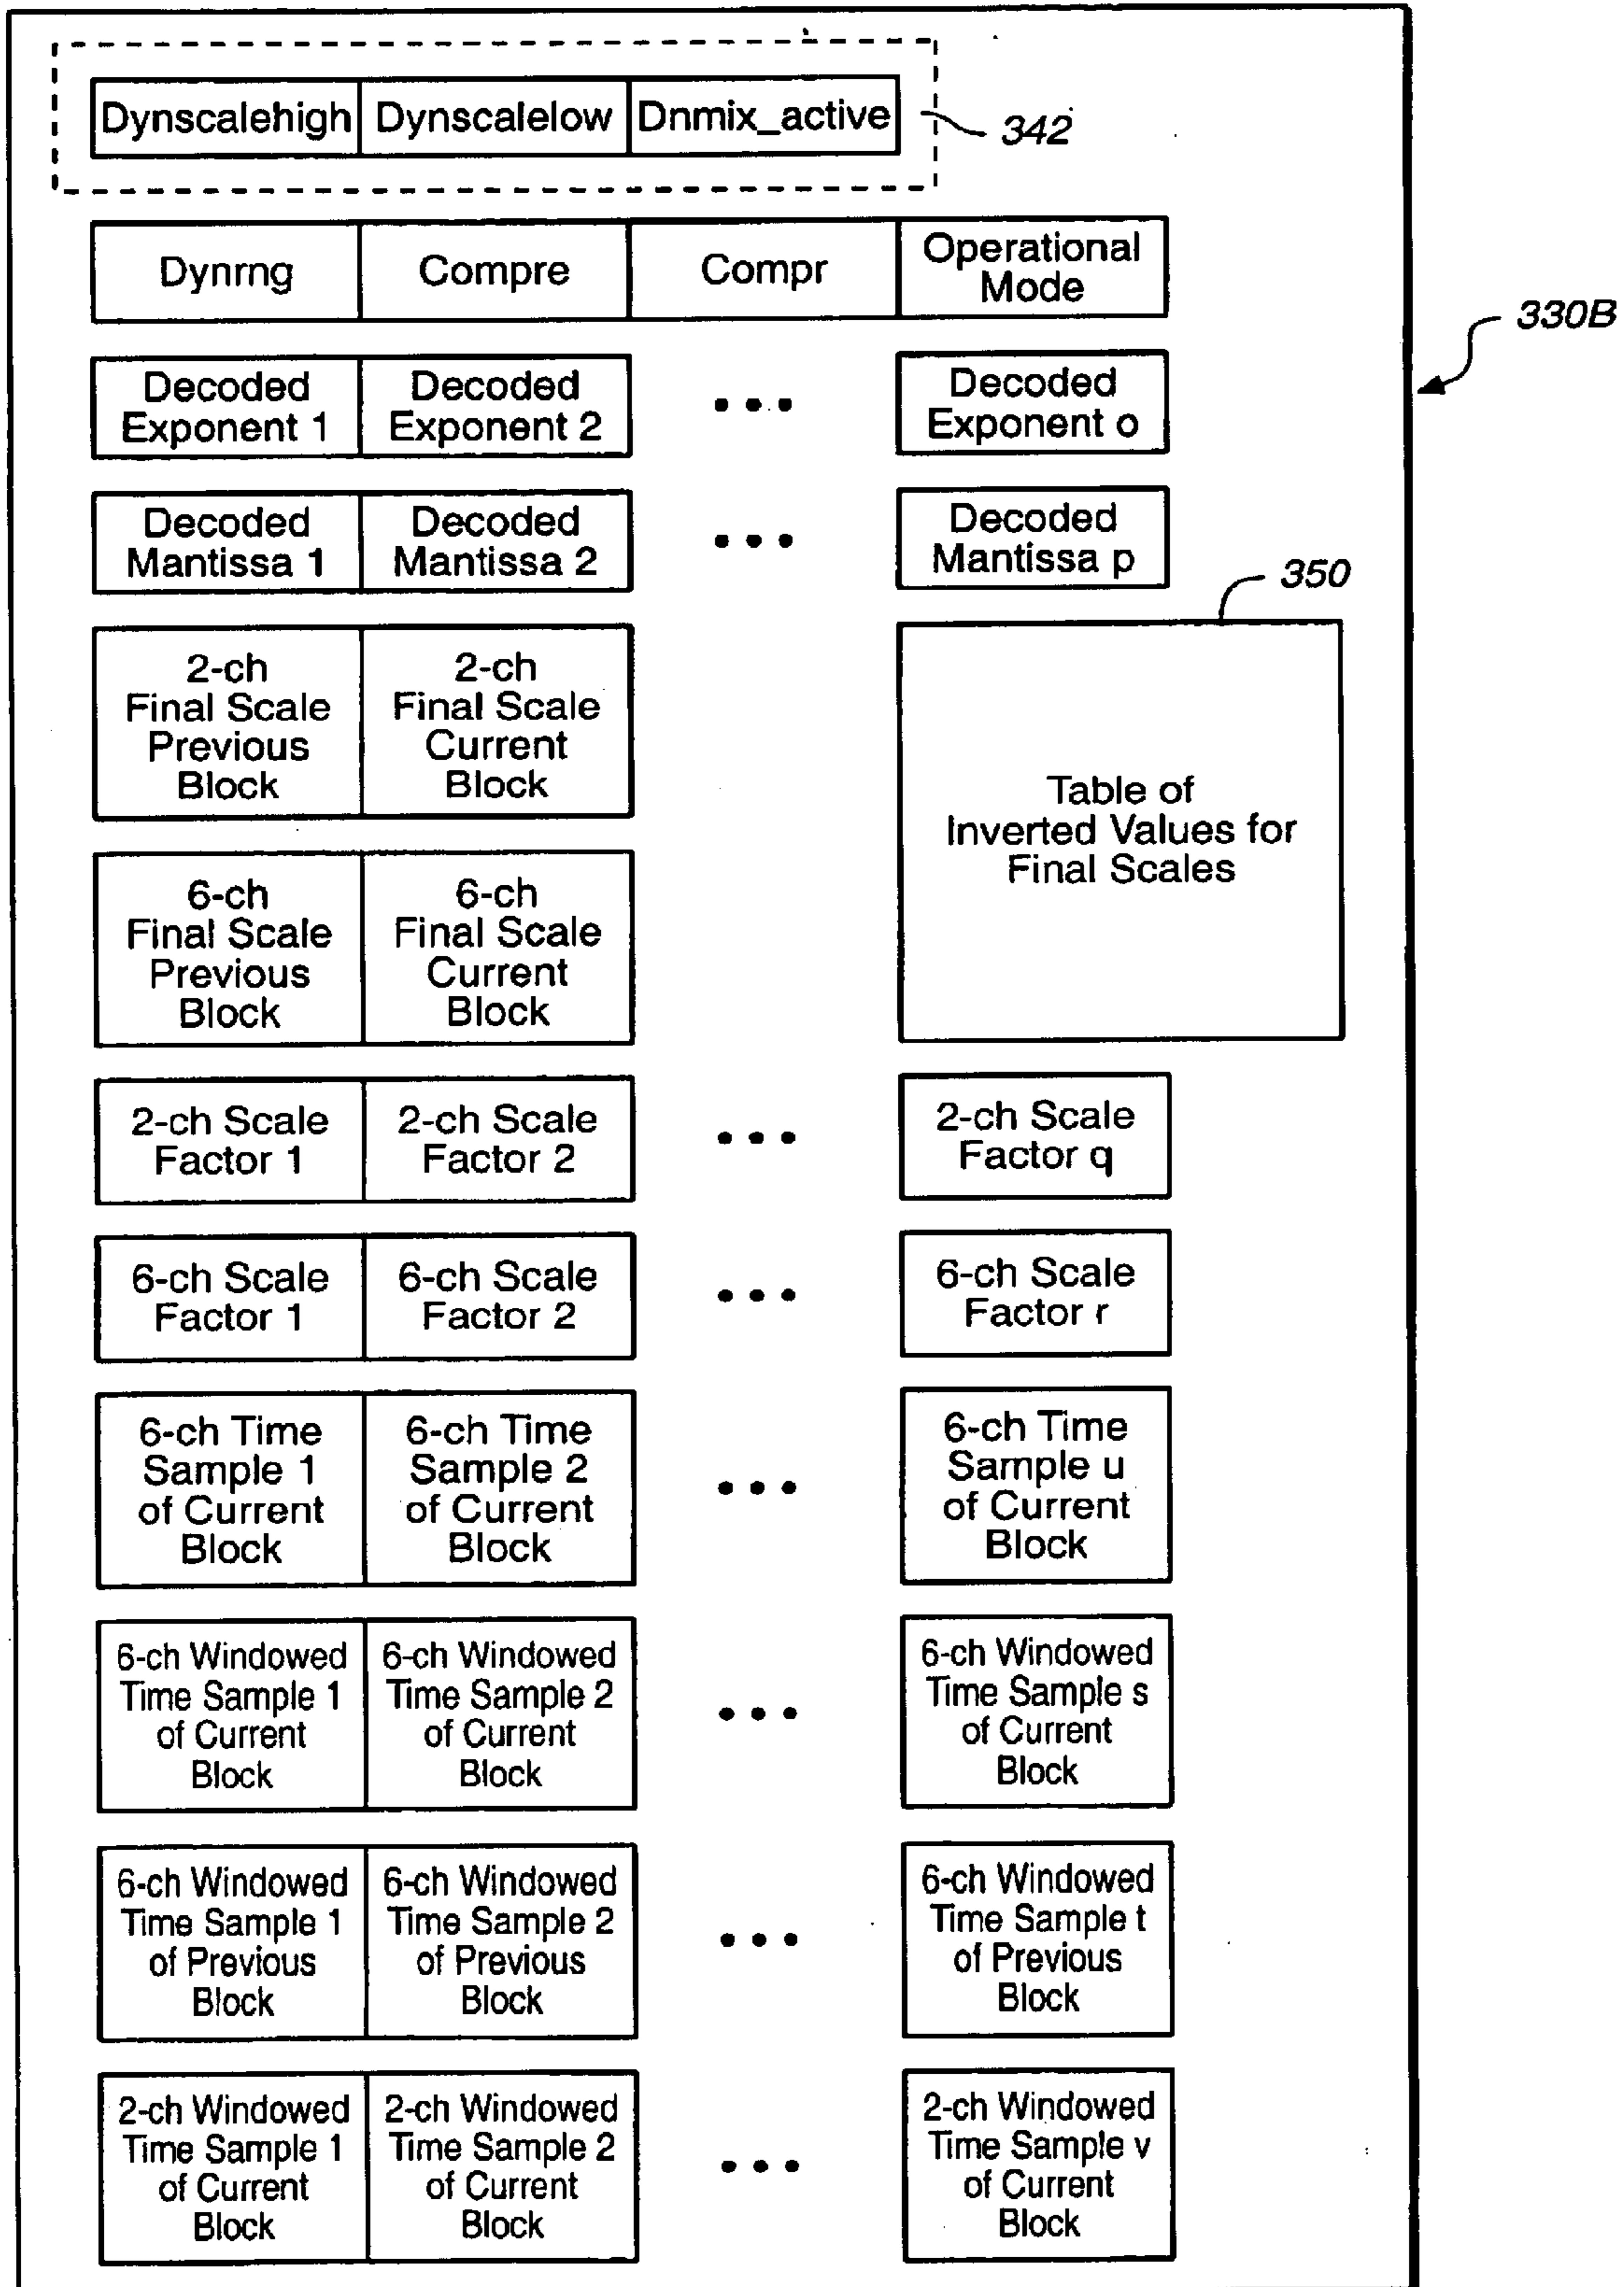 Dynscalehigh Dynscalelow Dnmix_active
342
Dynrng Compre Compr Operational
Mode
330B
Decoded
Exponent 1
Decoded
Exponent 2
Decoded
Exponent o
Decoded
Mantissa 1
Decoded
Mantissa 2
Decoded
Mantissa p
350
2-ch
Final Scale
Previous
Block
2-ch
Final Scale
Current
Block
Table of
Inverted Values for
Final Scales
6-ch
Final Scale
Previous
Block
6-ch
Final Scale
Current
Block
2-ch Scale
Factor 1
2-ch Scale
Factor 2
2-ch Scale
Factor q
6-ch Scale
Factor 1
6-ch Scale
Factor 2
6-ch Scale
Factor r
6-ch Time
Sample 1
of Current
Block
6-ch Time
Sample 2
of Current
Block
6-ch Time
Sample u
of Current
Block
6-ch Windowed
Time Sample 1
of Current
Block
6-ch Windowed
Time Sample 2
of Current
Block
6-ch Windowed
Time Sample s
of Current
Block
6-ch Windowed
Time Sample 1
of Previous
Block
6-ch Windowed
Time Sample 2
of Previous
Block
6-ch Windowed
Time Sample t
of Previous
Block
2-ch Windowed
Time Sample 1
of Current
Block
2-ch Windowed
Time Sample 2
of Current
Block
2-ch Windowed
Time Sample v
of Current
Block